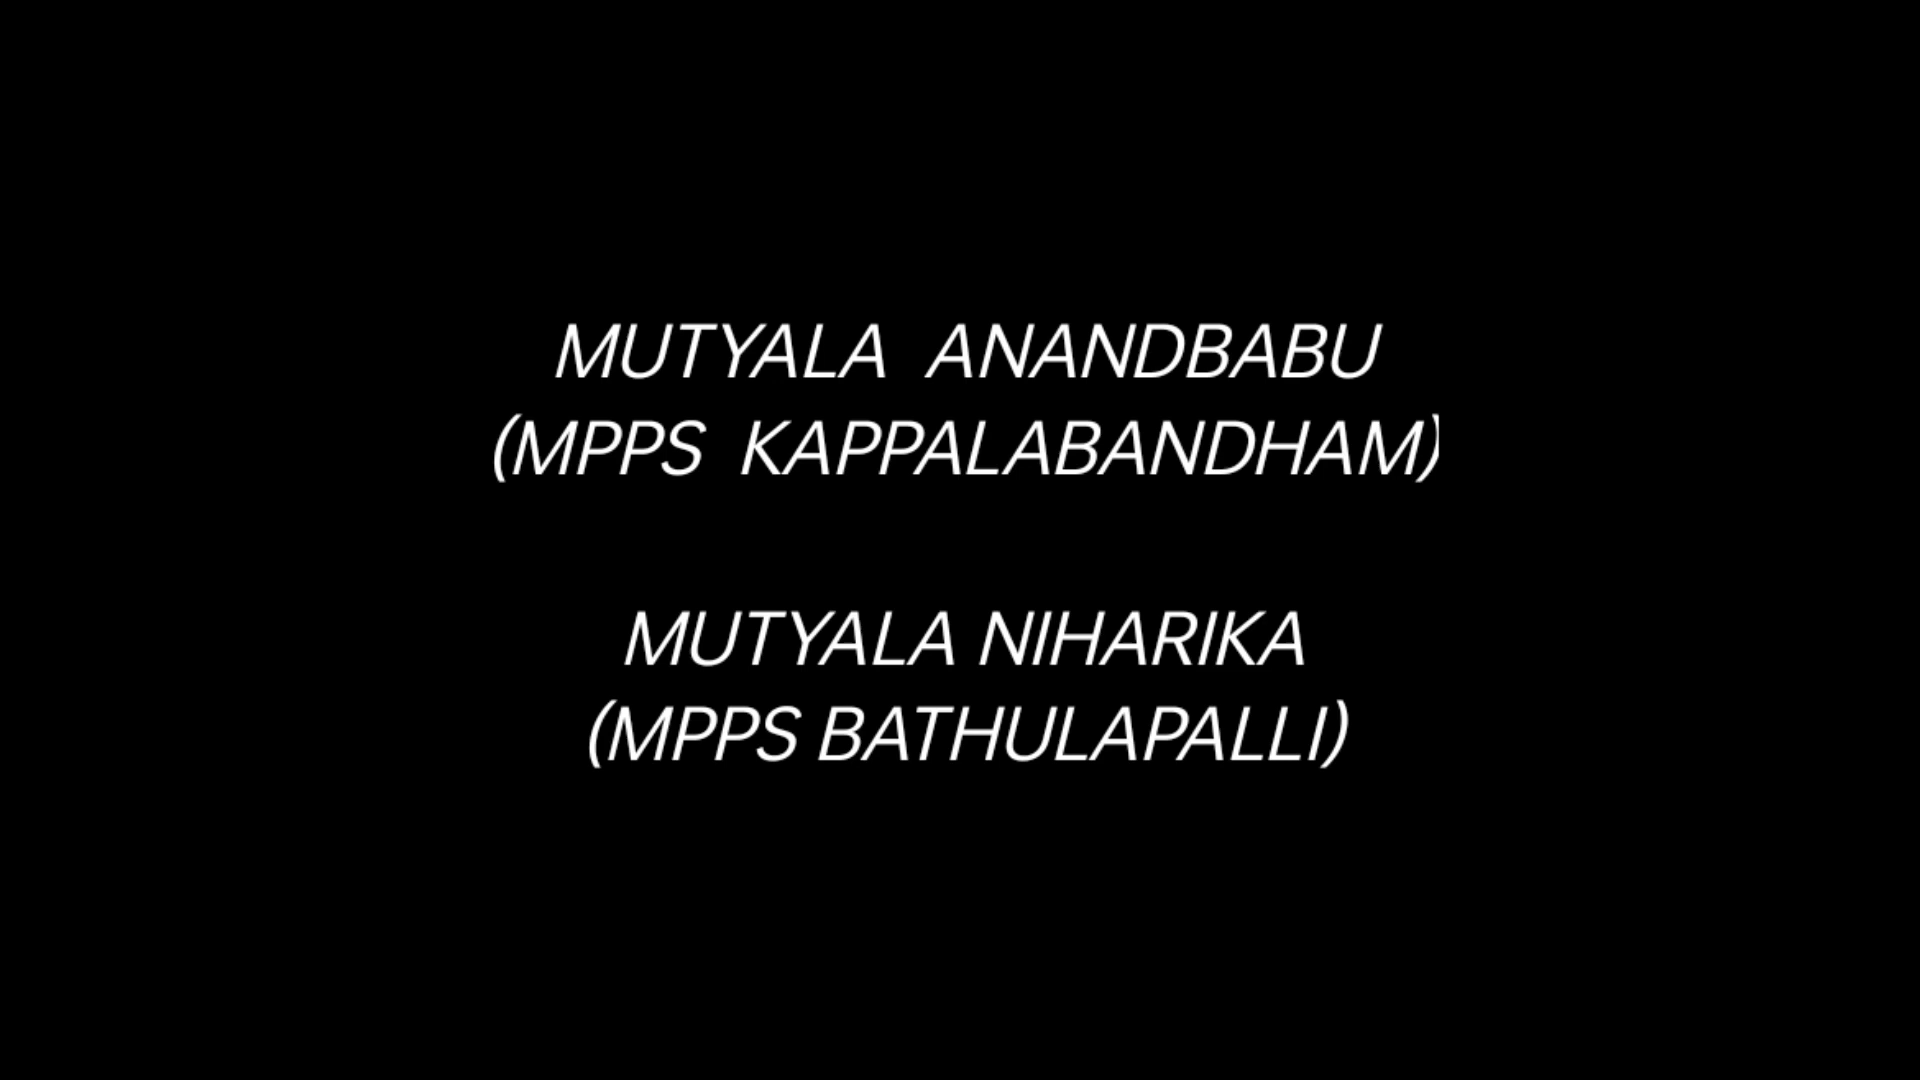 MUTYALA  ANANDBABU
(MPPS  KAPPALABANDHAM)
MUTYALA NIHARIKA
(MPPS BATHULAPALLI)